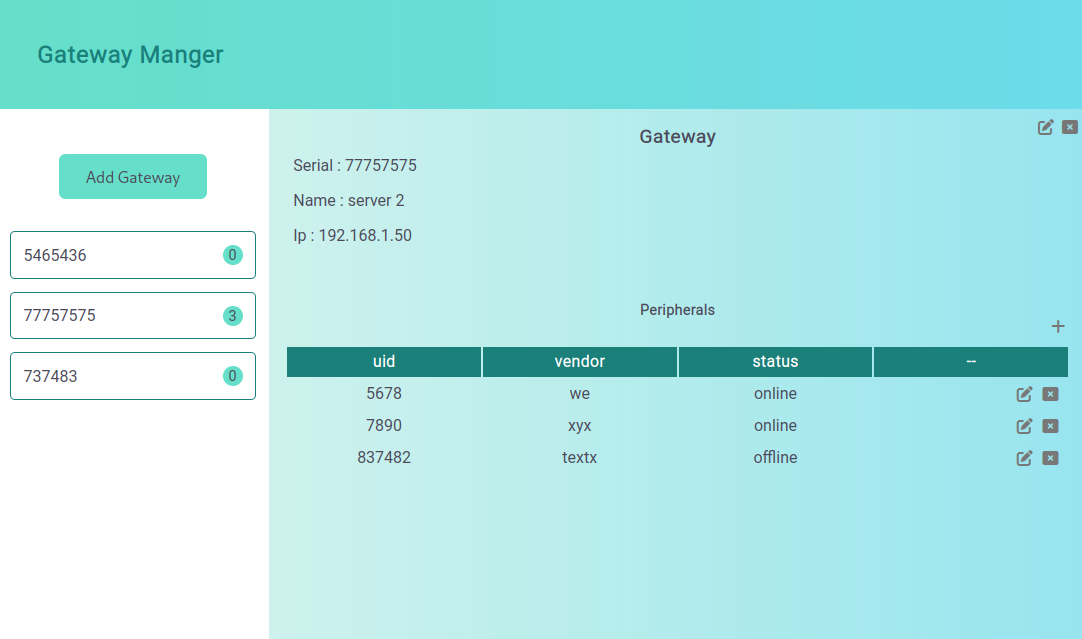 Gateway Manger
Add Gateway
5465436 0
77757575 3
737483 0
Gateway
Serial : 77757575
Name : server 2
Ip : 192.168.1.50
Peripherals
+
uid vendor status --
5678 we online
7890 xyx online
837482 textx offline